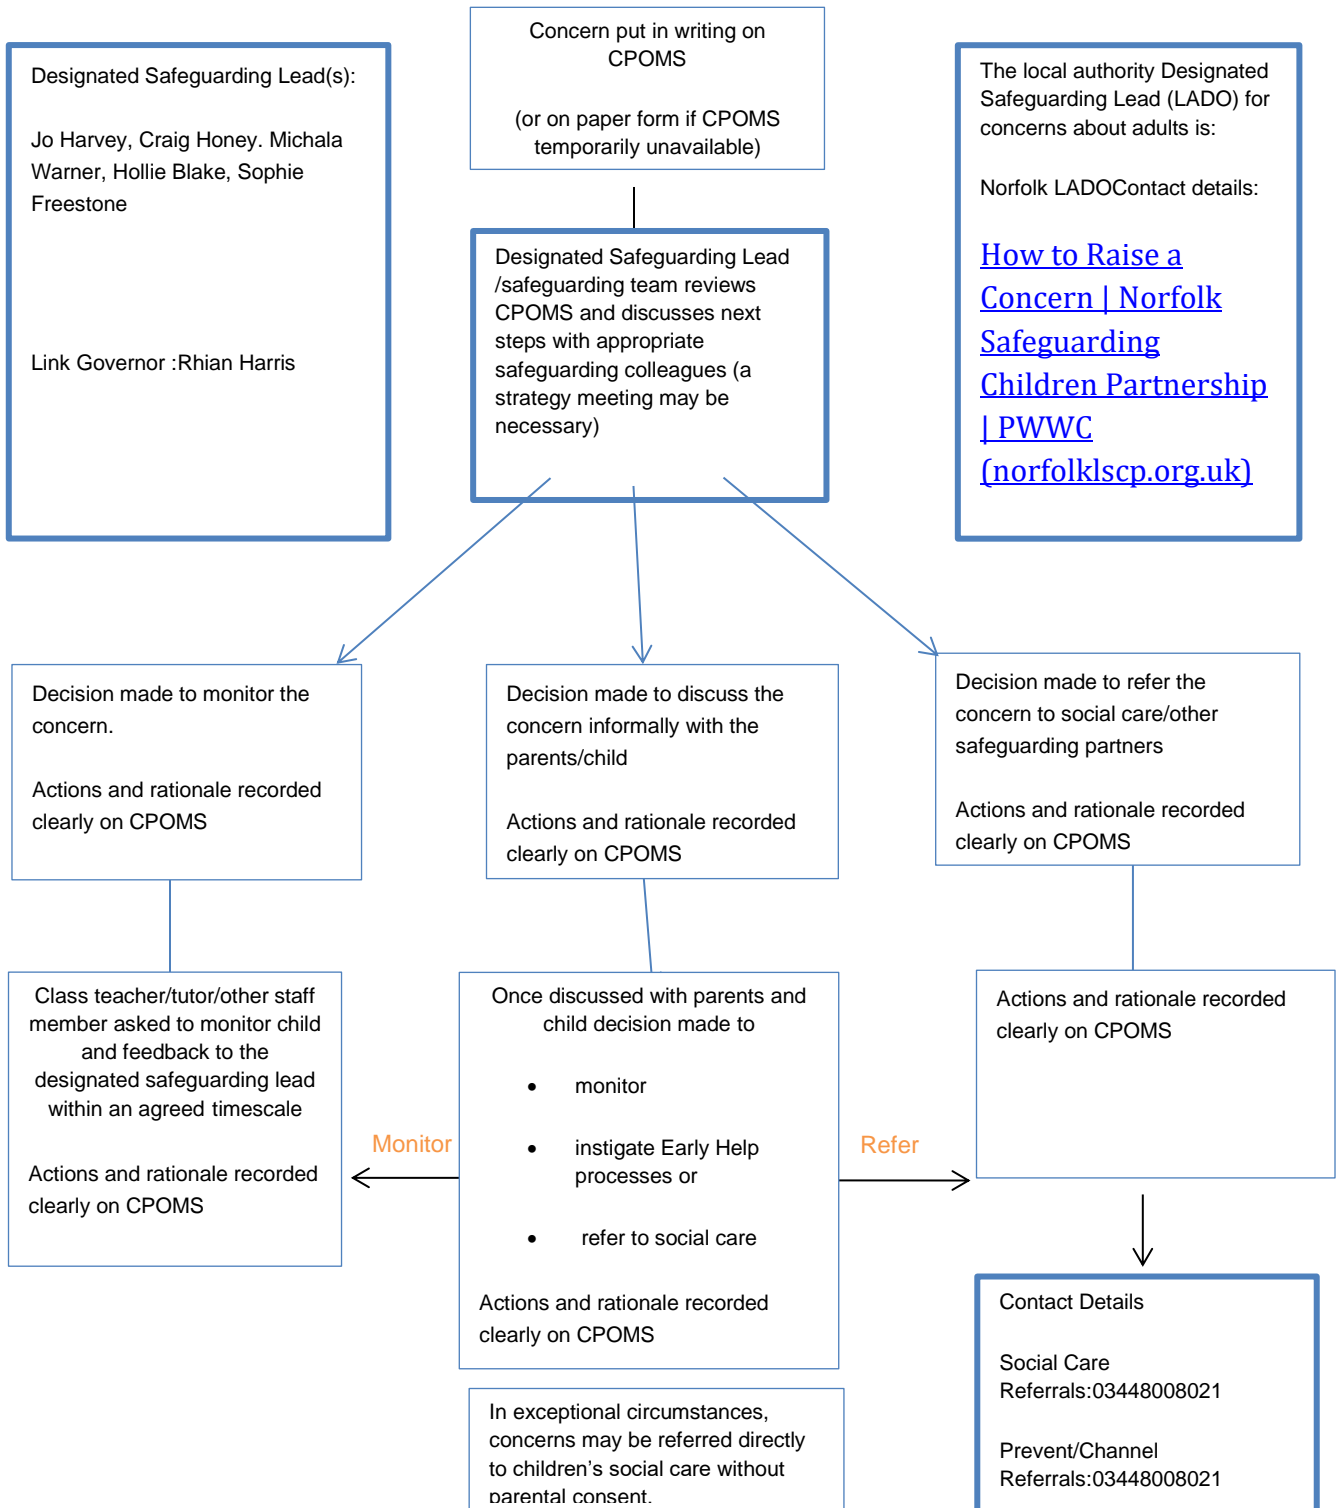 Concern put in writing on
CPOMS
(or on paper form if CPOMS
temporarily unavailable)
Designated Safeguarding Lead(s):
Jo Harvey, Craig Honey. Michala
Warner, Hollie Blake, Sophie
Freestone
Link Governor :Rhian Harris
The local authority Designated
Safeguarding Lead (LADO) for
concerns about adults is:
Norfolk LADOContact details:
How to Raise a
Concern | Norfolk
Safeguarding
Children Partnership
| PWWC
(norfolklscp.org.uk)
Designated Safeguarding Lead
/safeguarding team reviews
CPOMS and discusses next
steps with appropriate
safeguarding colleagues (a
strategy meeting may be
necessary)
Decision made to monitor the
concern.
Actions and rationale recorded
clearly on CPOMS
Decision made to discuss the
concern informally with the
parents/child
Actions and rationale recorded
clearly on CPOMS
Decision made to refer the
concern to social care/other
safeguarding partners
Actions and rationale recorded
clearly on CPOMS
Class teacher/tutor/other staff
member asked to monitor child
and feedback to the
designated safeguarding lead
within an agreed timescale
Actions and rationale recorded
clearly on CPOMS
Monitor
Once discussed with parents and
child decision made to
• monitor
• instigate Early Help
processes or
• refer to social care
Actions and rationale recorded
clearly on CPOMS
Refer
Actions and rationale recorded
clearly on CPOMS
In exceptional circumstances,
concerns may be referred directly
to children’s social care without
parental consent.
Contact Details
Social Care
Referrals:03448008021
Prevent/Channel
Referrals:03448008021